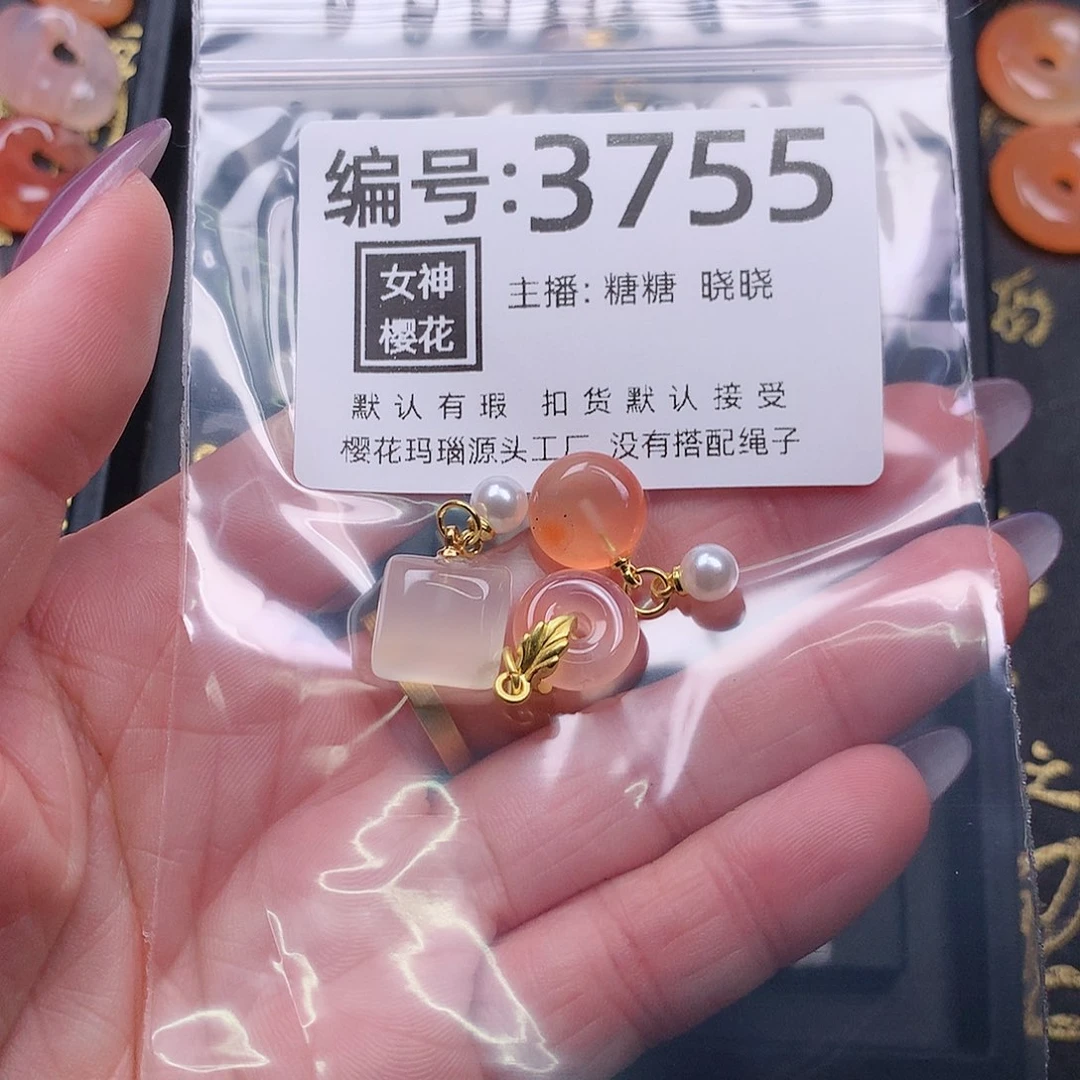 编号:3755
女神
樱花
主播: 糖糖 晓晓
默认有瑕 扣货默认接受
樱花玛瑙源头工厂 没有搭配绳子
之